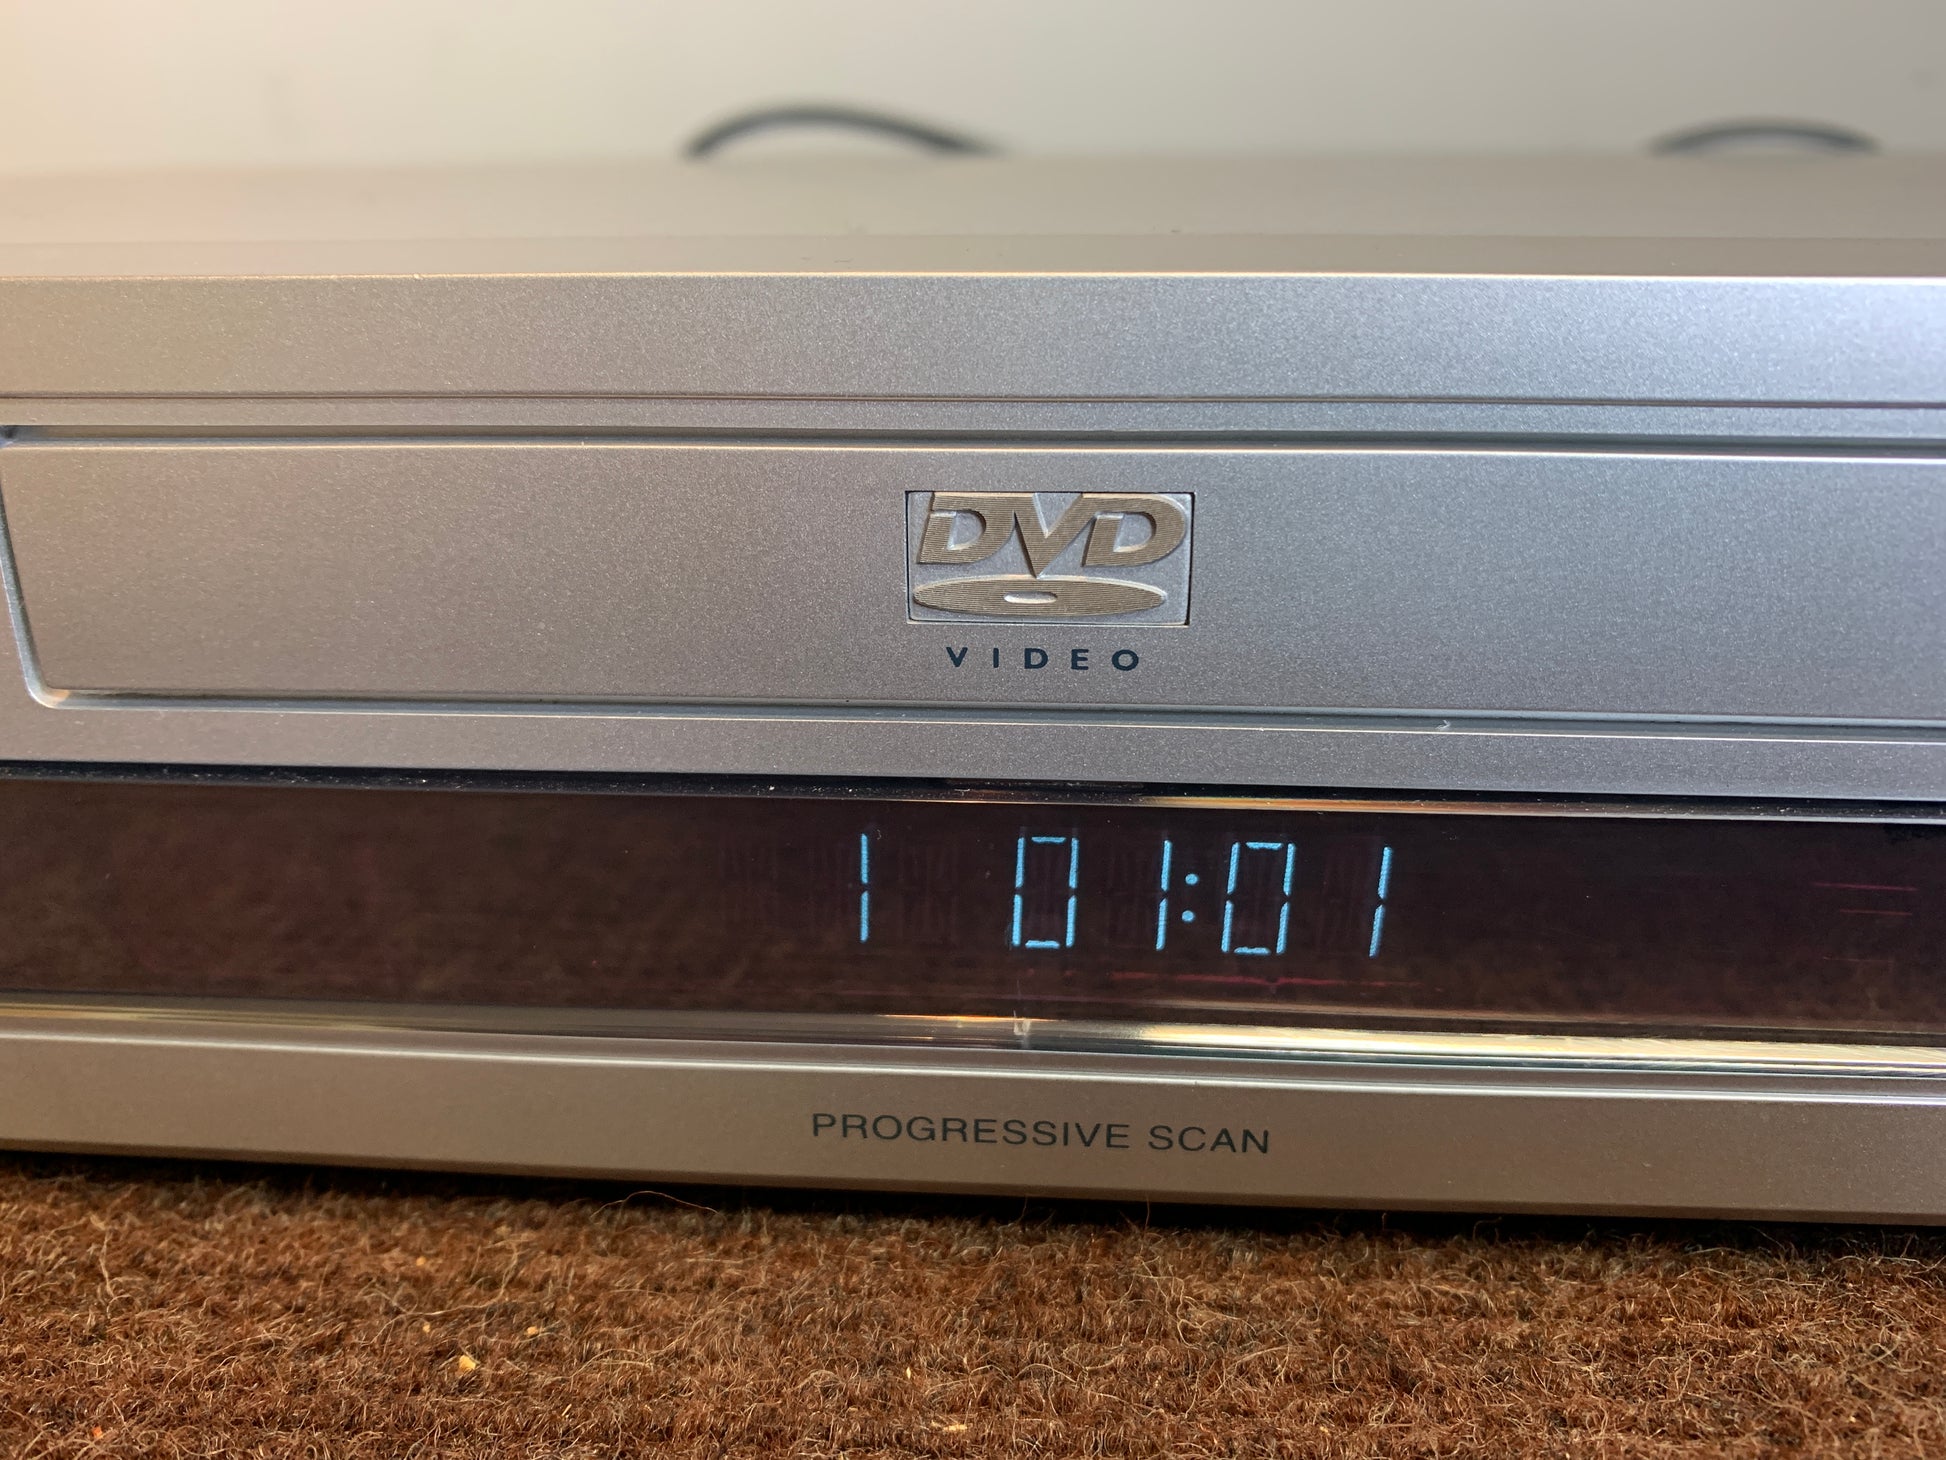 DVD
VIDEO
1 01:01
PROGRESSIVE SCAN